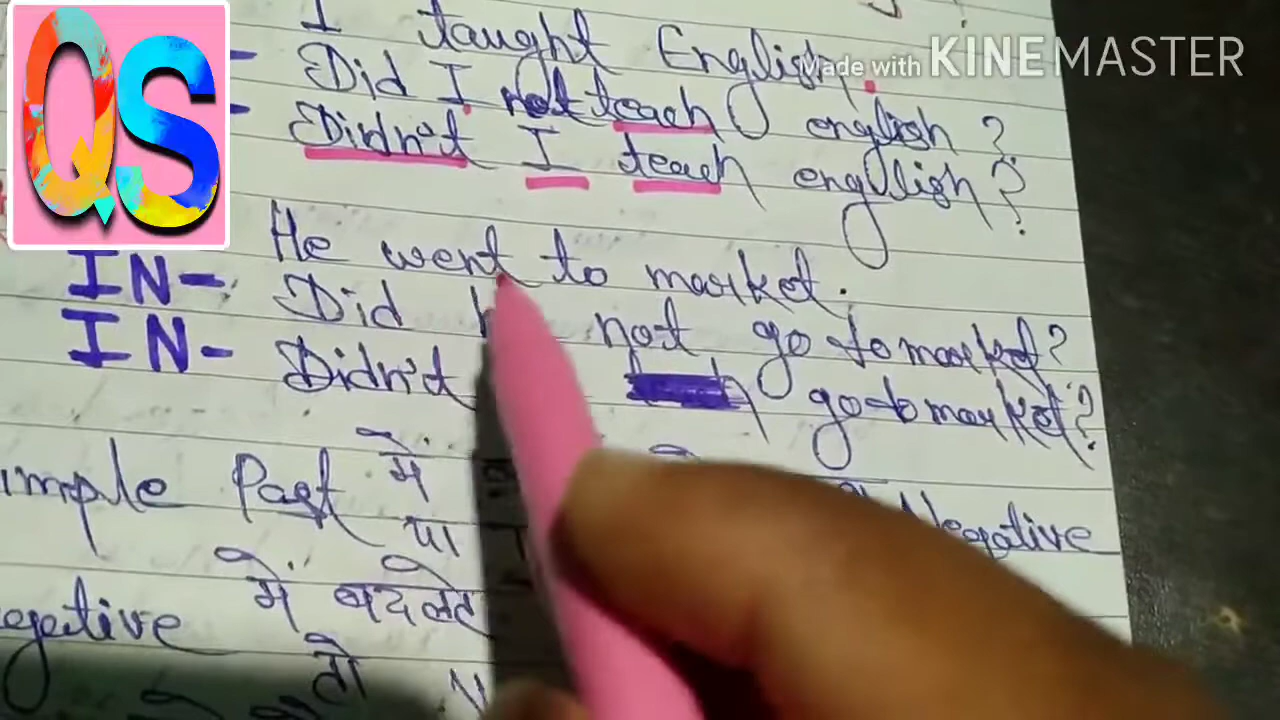 QS
Made with KINEMASTER
I taught English.
Did I not teach english ?
Didn't I teach english ?
He went to market.
IN- Did not go to market?
IN- Didn't go to market?
Simple Past में
या Negative
में बदलते
तो